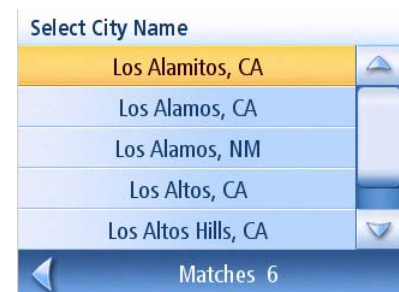 Select City Name
Los Alamitos, CA
Los Alamos, CA
Los Alamos, NM
Los Altos, CA
Los Altos Hills, CA
Matches 6